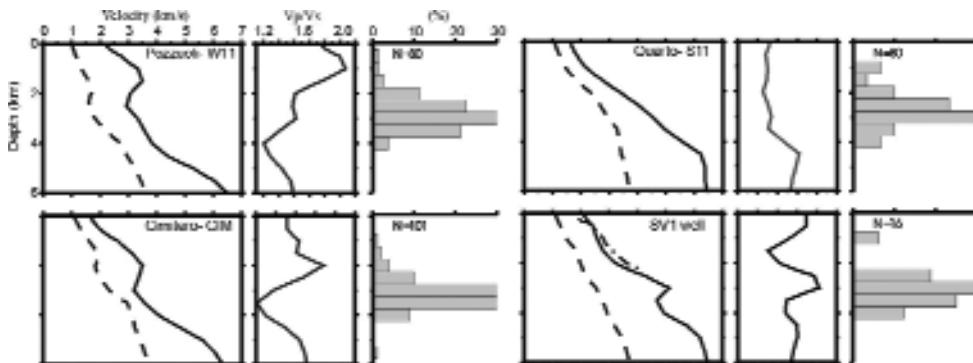 Velocity (km/s) Vp/Vs (%)
0 1 2 3 4 5 6 7 1.2 1.6 2.0 0 10 20 30
0 Pozzuoli- W11 N=80 Quarto- S11 N=60
2
Depth (km)
4
6
Cimitero- CIM N=401 SV1 well